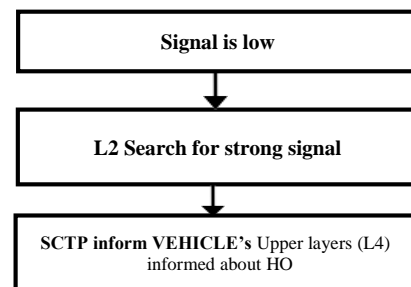 Signal is low
L2 Search for strong signal
SCTP inform VEHICLE's Upper layers (L4)
informed about HO